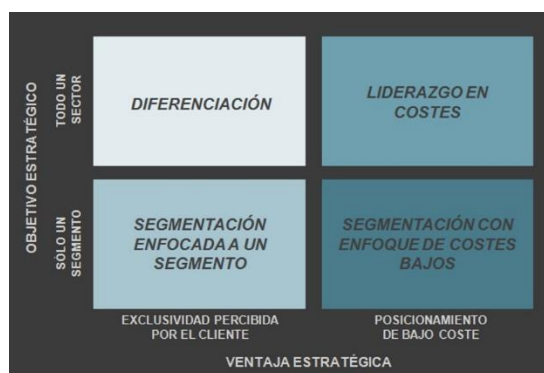 OBJETIVO ESTRATÉGICO
TODO UN
SECTOR
DIFERENCIACIÓN
LIDERAZGO EN
COSTES
SÓLO UN
SEGMENTO
SEGMENTACIÓN
ENFOCADA A UN
SEGMENTO
SEGMENTACIÓN CON
ENFOQUE DE COSTES
BAJOS
EXCLUSIVIDAD PERCIBIDA
POR EL CLIENTE
POSICIONAMIENTO
DE BAJO COSTE
VENTAJA ESTRATÉGICA